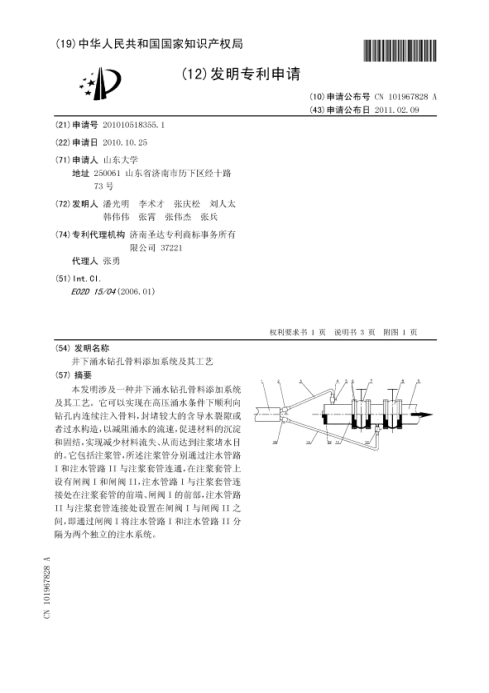 (19)中华人民共和国国家知识产权局
(12)发明专利申请
(10)申请公布号 CN 101967828 A
(43)申请公布日 2011.02.09
(21)申请号 201010518355.1
(22)申请日 2010.10.25
(71)申请人 山东大学
地址 250061 山东省济南市历下区经十路
73号
(72)发明人 潘光明 李术才 张庆松 刘人太
韩伟伟 张霄 张伟杰 张兵
(74)专利代理机构 济南圣达专利商标事务所有
限公司 37221
代理人 张勇
(51)Int.Cl.
E02D 15/04(2006.01)
权利要求书 1 页 说明书 3 页 附图 1 页
(54)发明名称
井下涌水钻孔骨料添加系统及其工艺
(57)摘要
本发明涉及一种井下涌水钻孔骨料添加系统
及其工艺。它可以实现在高压涌水条件下顺利向
钻孔内连续注入骨料,封堵较大的含导水裂隙或
者过水构造,以减阻涌水的流速,促进材料的沉淀
和固结,实现减少材料流失、从而达到注浆堵水目
的。它包括注浆管,所述注浆管分别通过注水管路
I和注水管路II与注浆套管连通,在注浆套管上
设有闸阀I和闸阀II,注水管路I与注浆套管连
接处在注浆套管的前端、闸阀I的前部,注水管路
II与注浆套管连接处设置在闸阀I与闸阀II之
间,即通过闸阀I将注水管路I和注水管路II分
隔为两个独立的注水系统。
CN 101967828 A